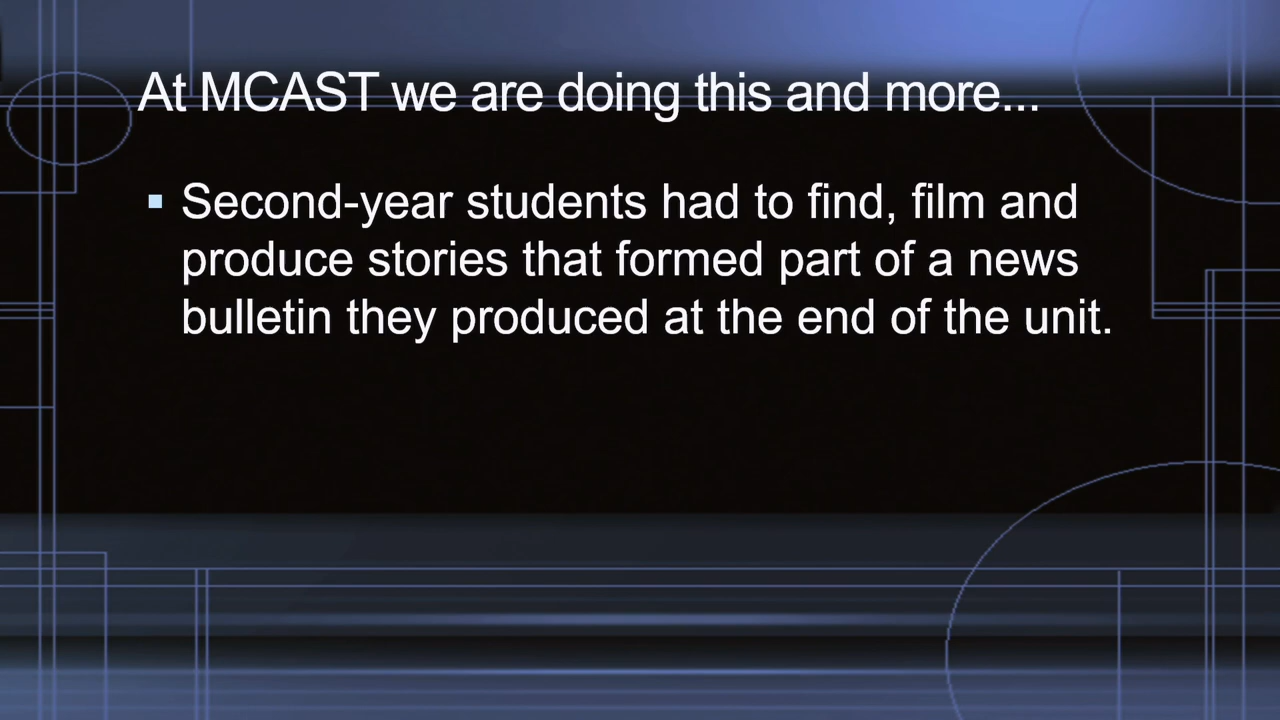 At MCAST we are doing this and more...
▪ Second-year students had to find, film and
produce stories that formed part of a news
bulletin they produced at the end of the unit.